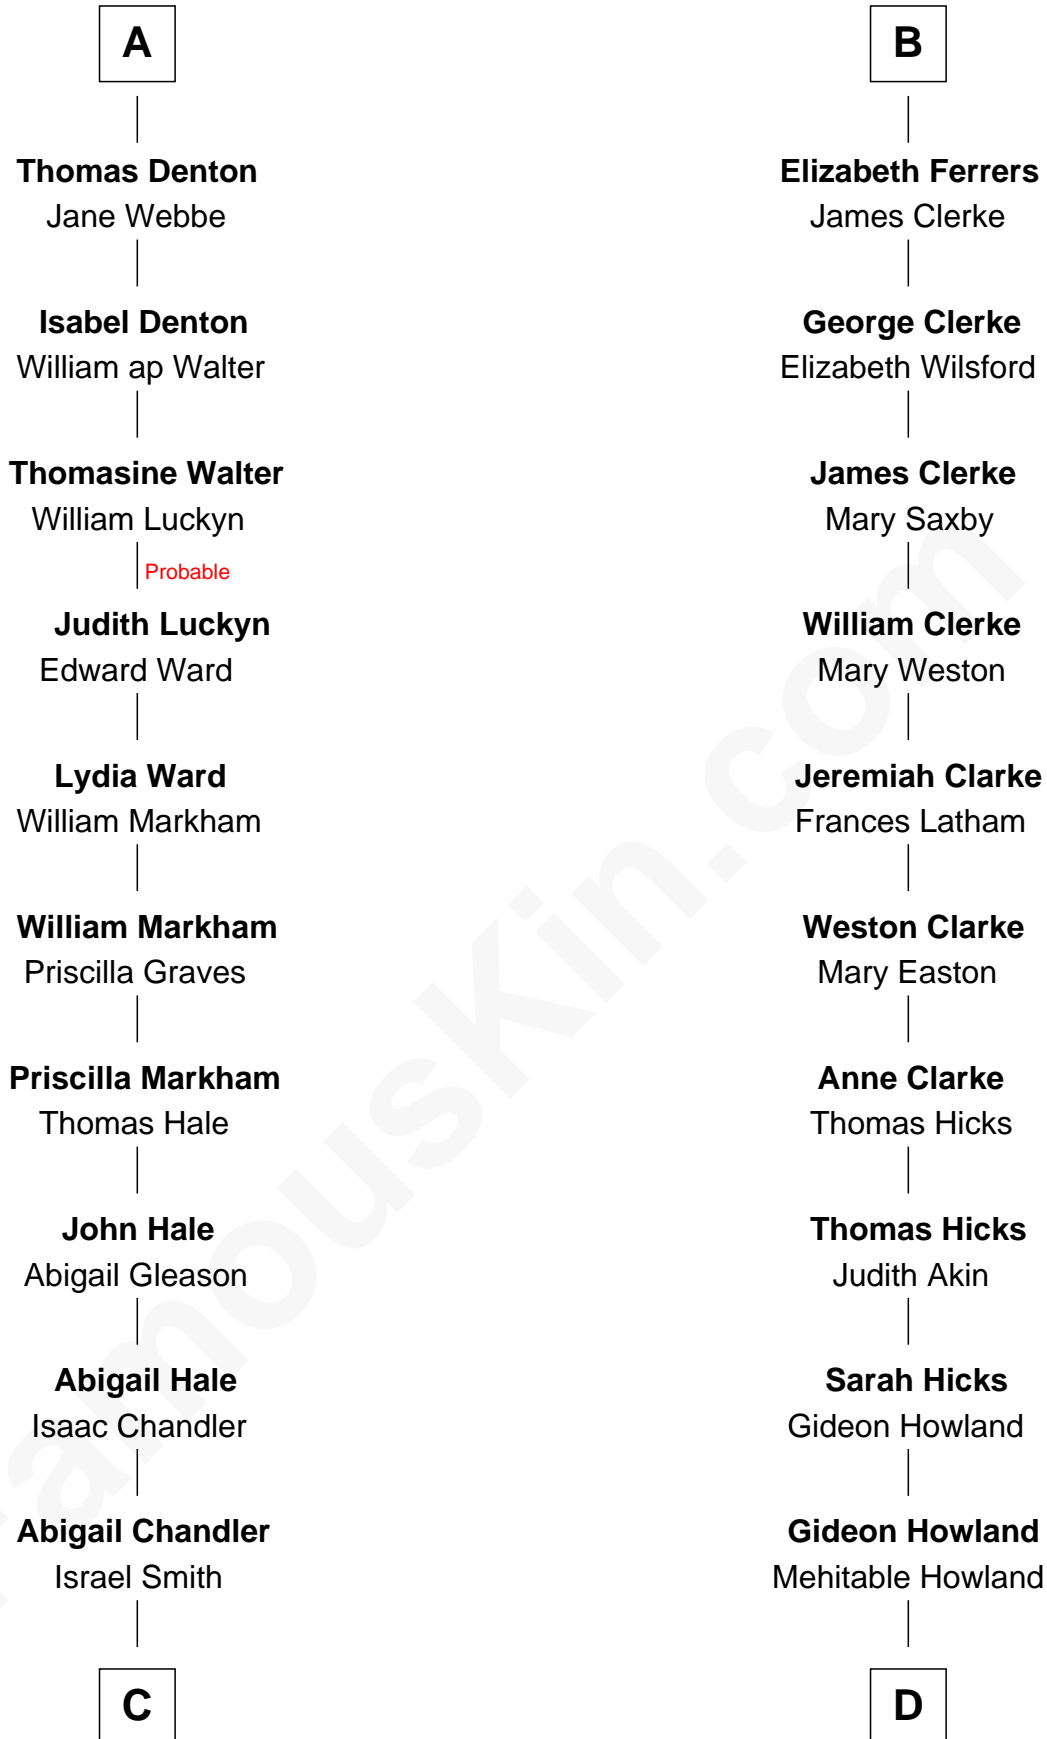 A
Thomas Denton
Jane Webbe
Isabel Denton
William ap Walter
Thomasine Walter
William Luckyn
Probable
Judith Luckyn
Edward Ward
Lydia Ward
William Markham
William Markham
Priscilla Graves
Priscilla Markham
Thomas Hale
John Hale
Abigail Gleason
Abigail Hale
Isaac Chandler
Abigail Chandler
Israel Smith
C
B
Elizabeth Ferrers
James Clerke
George Clerke
Elizabeth Wilsford
James Clerke
Mary Saxby
William Clerke
Mary Weston
Jeremiah Clarke
Frances Latham
Weston Clarke
Mary Easton
Anne Clarke
Thomas Hicks
Thomas Hicks
Judith Akin
Sarah Hicks
Gideon Howland
Gideon Howland
Mehitable Howland
D
FamousKin.com